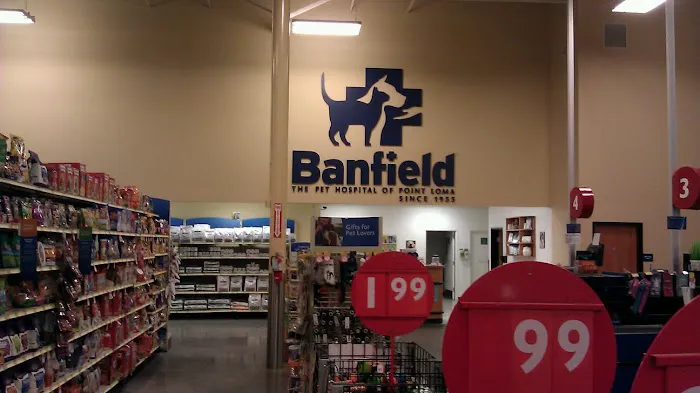 Banfield
THE PET HOSPITAL OF POINT LOMA
SINCE 1955
4
3
Gifts for
Pet Lovers
1 99
99